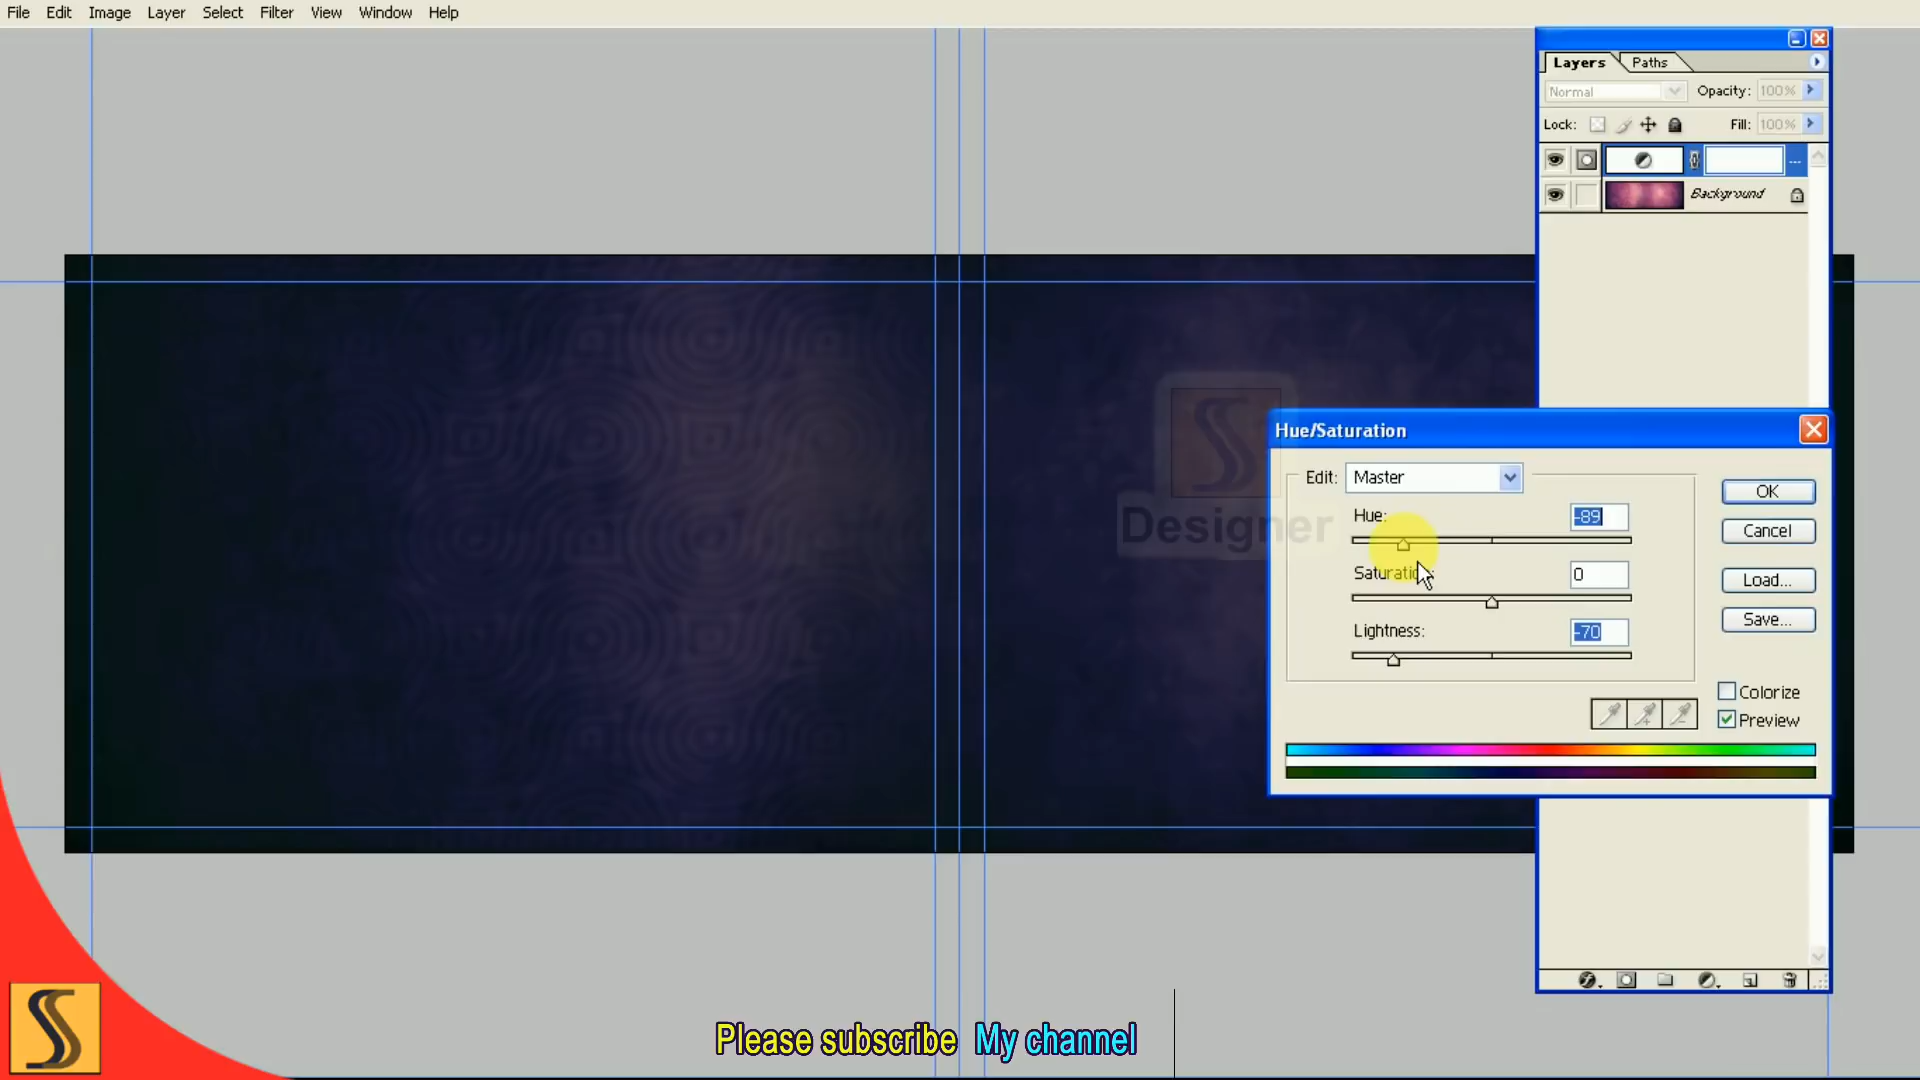 File Edit Image Layer Select Filter View Window Help
Layers Paths
Normal Opacity: 100%
Lock: Fill: 100%
Background
Hue/Saturation
Edit: Master
OK
Hue: -89
Cancel
Saturation: 0
Load...
Lightness: -70
Save...
Colorize
Preview
Designer
Please subscribe My channel